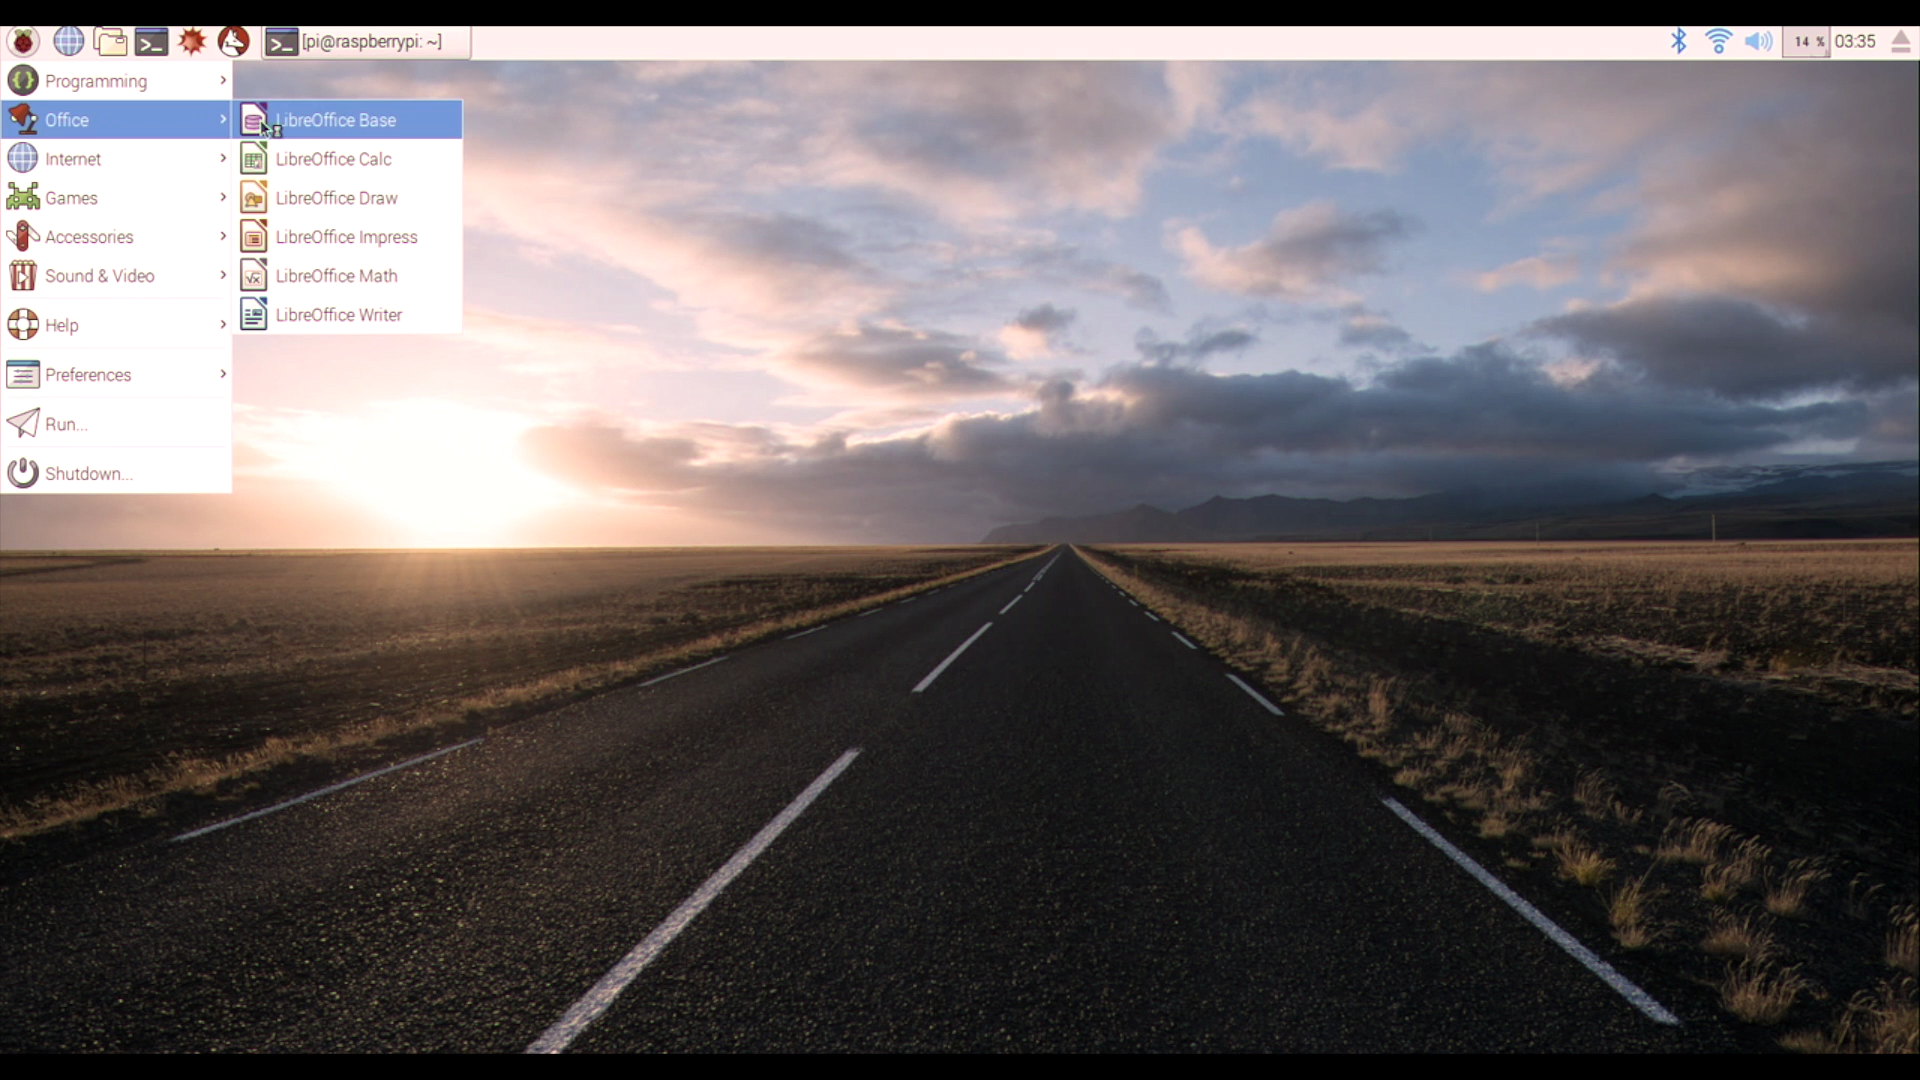 [pi@raspberrypi: ~]
14 %
03:35
Programming
Office
Internet
Games
Accessories
Sound & Video
Help
Preferences
Run...
Shutdown...
LibreOffice Base
LibreOffice Calc
LibreOffice Draw
LibreOffice Impress
LibreOffice Math
LibreOffice Writer